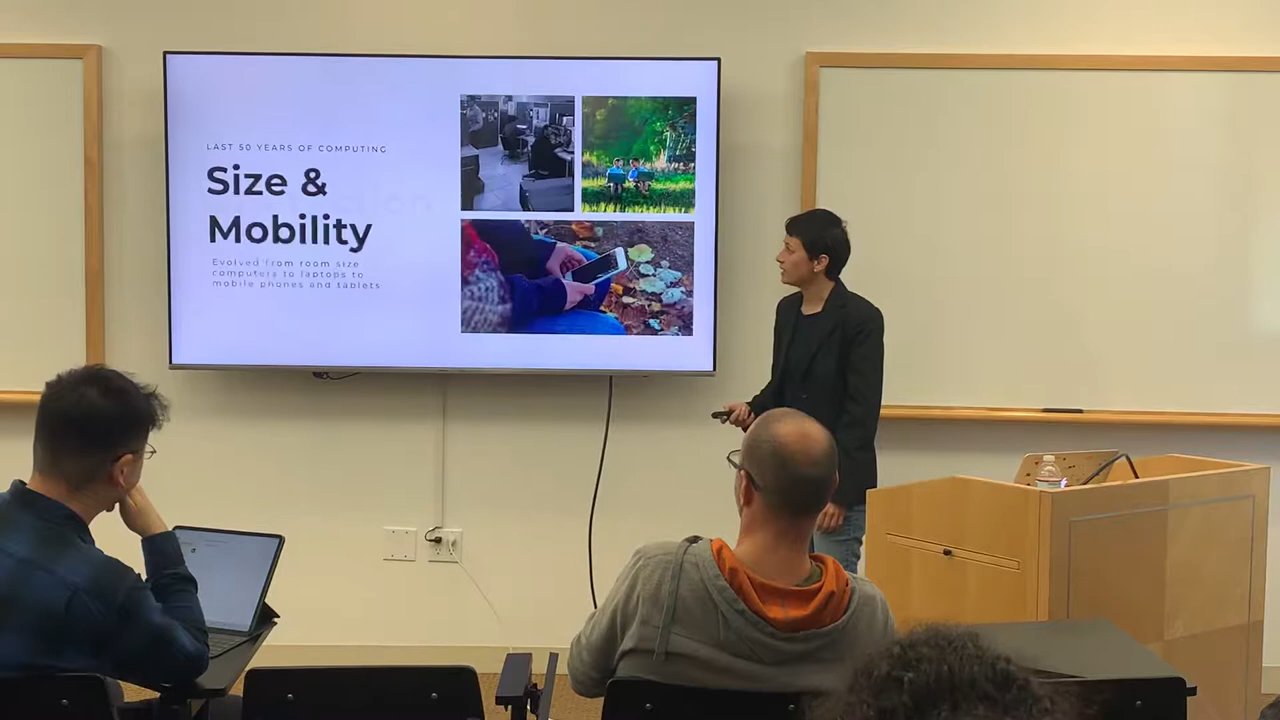 LAST 50 YEARS OF COMPUTING
Size &
Mobility
Evolved from room size
computers to laptops to
mobile phones and tablets